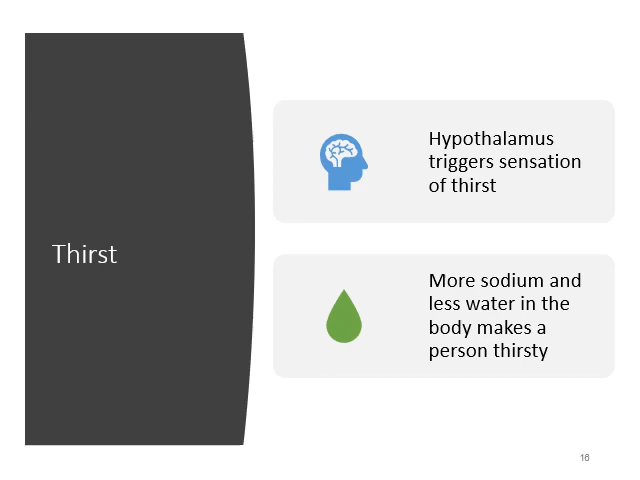 Thirst
Hypothalamus
triggers sensation
of thirst
More sodium and
less water in the
body makes a
person thirsty
16